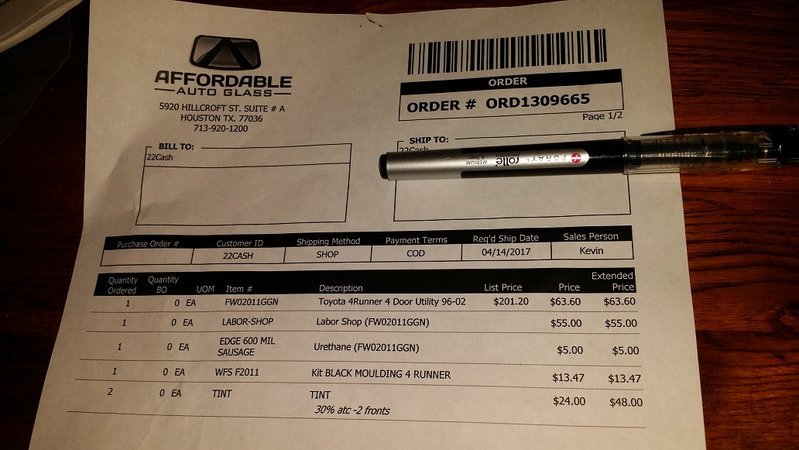 AFFORDABLE
AUTO GLASS
5920 HILLCROFT ST. SUITE # A
HOUSTON TX. 77036
713-920-1200
ORDER
ORDER # ORD1309665
Page 1/2
BILL TO:
22Cash
SHIP TO:
22Cash
FORAY rolle
MEDIUM
Purchase Order # Customer ID Shipping Method Payment Terms Req'd Ship Date Sales Person
22CASH SHOP COD 04/14/2017 Kevin
Quantity Ordered Quantity BO UOM Item # Description List Price Price Extended Price
1 0 EA FW02011GGN Toyota 4Runner 4 Door Utility 96-02 $201.20 $63.60 $63.60
1 0 EA LABOR-SHOP Labor Shop (FW02011GGN) $55.00 $55.00
1 0 EA EDGE 600 MIL SAUSAGE Urethane (FW02011GGN) $5.00 $5.00
1 0 EA WFS F2011 Kit BLACK MOULDING 4 RUNNER $13.47 $13.47
2 0 EA TINT TINT $24.00 $48.00
30% atc -2 fronts